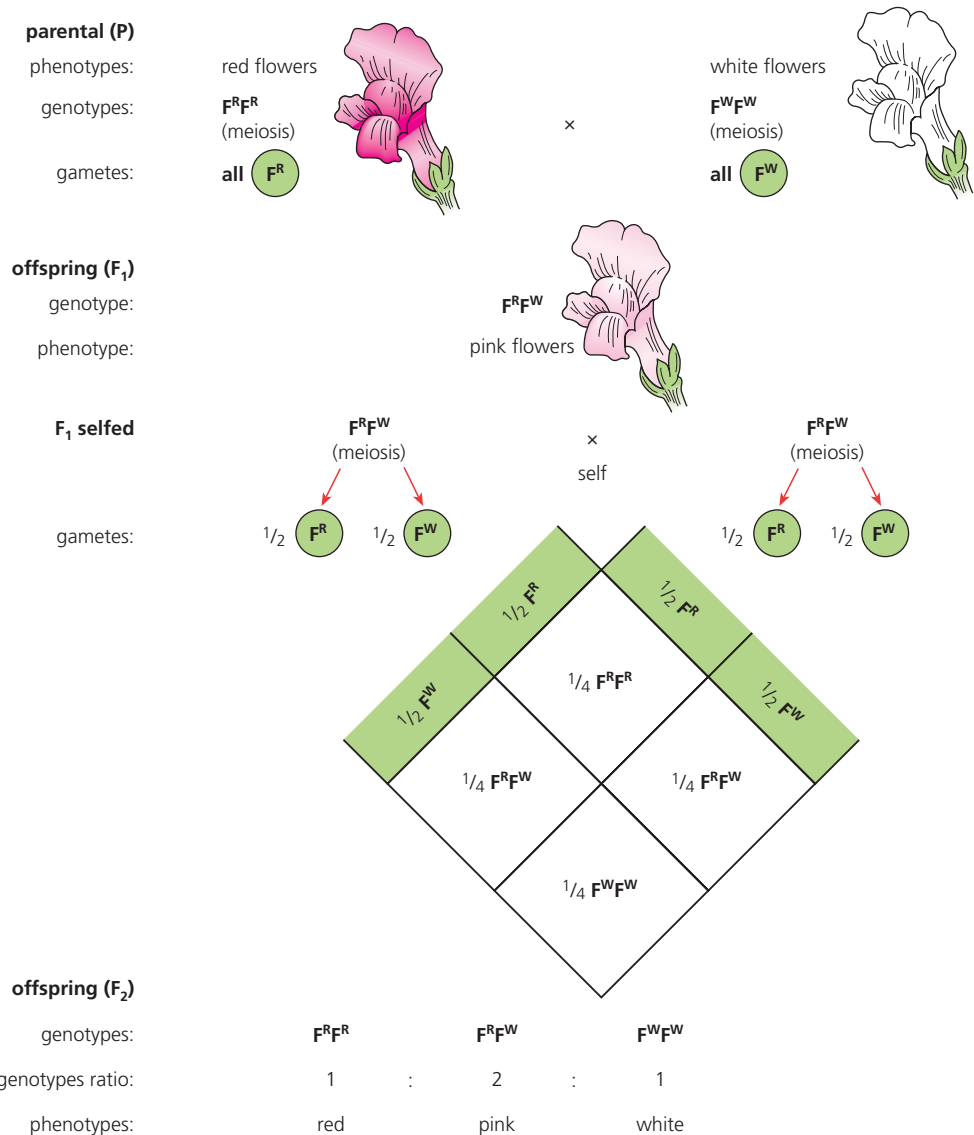 parental (P)
phenotypes: red flowers white flowers
genotypes: FᴿFᴿ × FᵂFᵂ
(meiosis) (meiosis)
gametes: all Fᴿ all Fᵂ
offspring (F₁)
genotype: FᴿFᵂ
phenotype: pink flowers
F₁ selfed FᴿFᵂ × FᴿFᵂ
(meiosis) self (meiosis)
gametes: 1/2 Fᴿ 1/2 Fᵂ 1/2 Fᴿ 1/2 Fᵂ
1/2 Fᴿ 1/2 Fᴿ
1/2 Fᵂ 1/4 FᴿFᴿ 1/2 Fᵂ
1/4 FᴿFᵂ 1/4 FᴿFᵂ
1/4 FᵂFᵂ
offspring (F₂)
genotypes: FᴿFᴿ FᴿFᵂ FᵂFᵂ
genotypes ratio: 1 : 2 : 1
phenotypes: red pink white